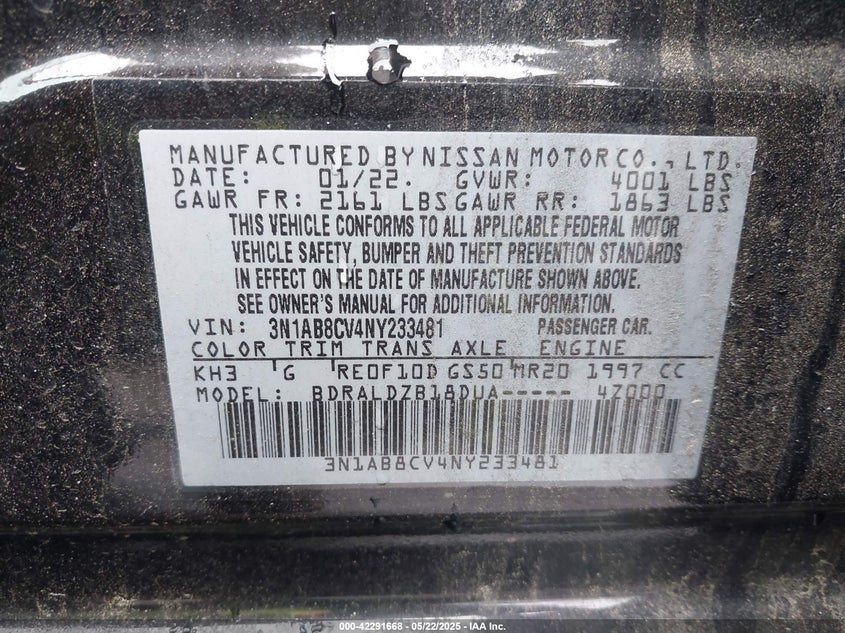 MANUFACTURED BY NISSAN MOTOR CO., LTD.
DATE: 01/22. GVWR: 4001 LBS
GAWR FR: 2161 LBS GAWR RR: 1863 LBS
THIS VEHICLE CONFORMS TO ALL APPLICABLE FEDERAL MOTOR
VEHICLE SAFETY, BUMPER AND THEFT PREVENTION STANDARDS
IN EFFECT ON THE DATE OF MANUFACTURE SHOWN ABOVE.
SEE OWNER'S MANUAL FOR ADDITIONAL INFORMATION.
VIN: 3N1AB8CV4NY233481 PASSENGER CAR.
COLOR TRIM TRANS AXLE ENGINE
KH3 G RE0F10D GS50 MR20 1997 CC
MODEL: BDRALDZB18DUA----- 4Z000
3N1AB8CV4NY233481
000-42291668 - 05/22/2025 - IAA Inc.